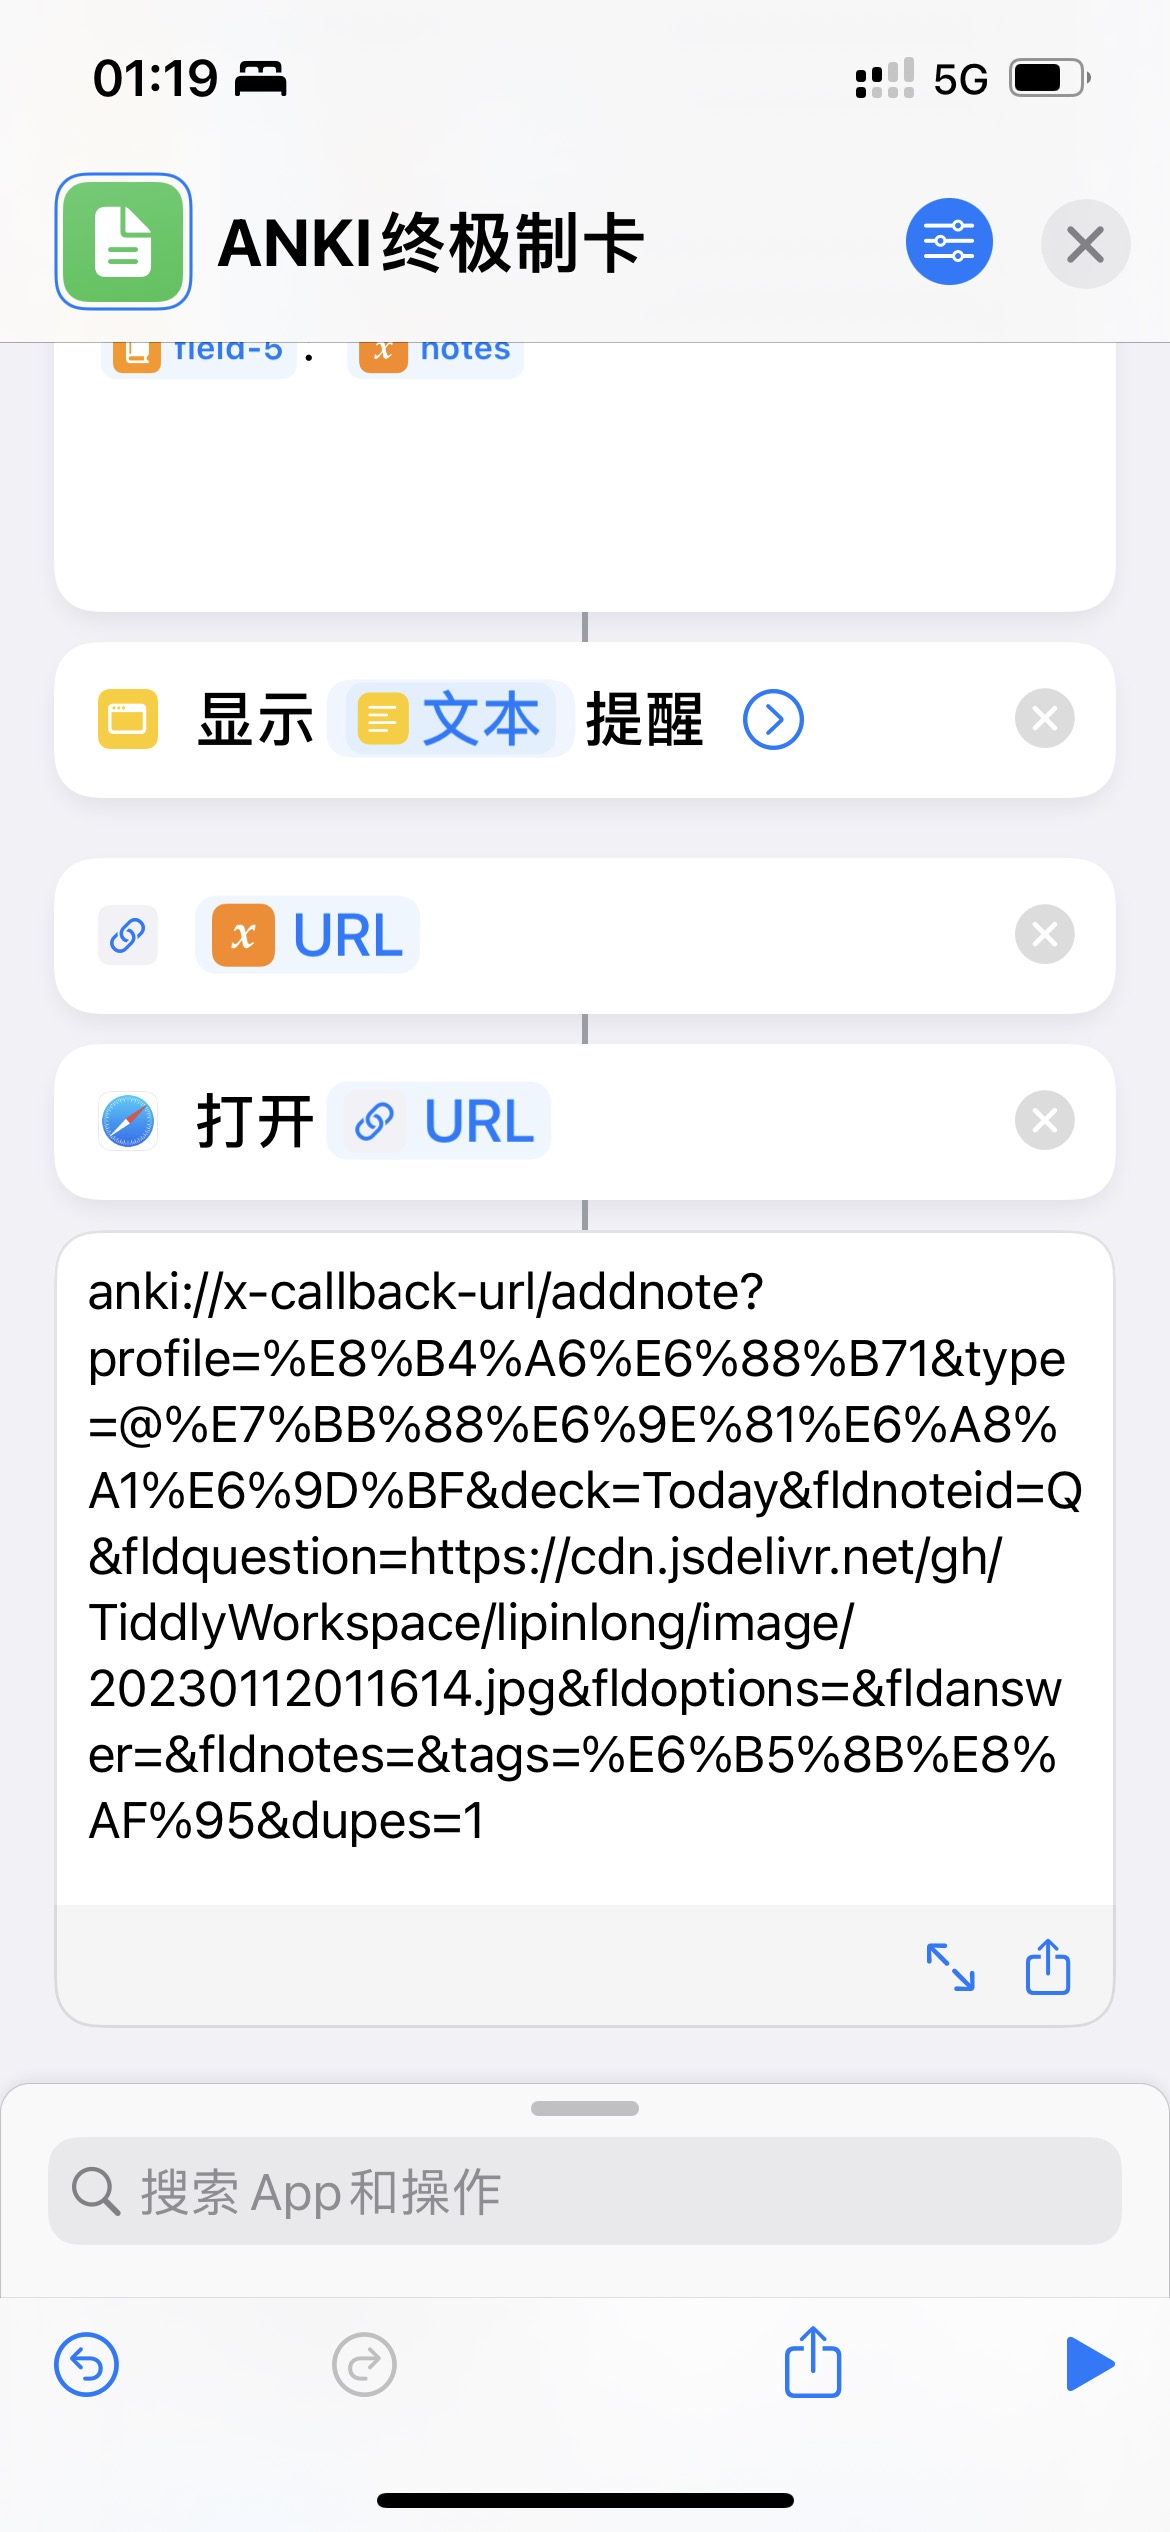 01:19
5G
ANKI终极制卡
field-5 : x notes
显示 文本 提醒
x URL
打开 URL
anki://x-callback-url/addnote?
profile=%E8%B4%A6%E6%88%B71&type
=@%E7%BB%88%E6%9E%81%E6%A8%
A1%E6%9D%BF&deck=Today&fldnoteid=Q
&fldquestion=https://cdn.jsdelivr.net/gh/
TiddlyWorkspace/lipinlong/image/
20230112011614.jpg&fldoptions=&fldansw
er=&fldnotes=&tags=%E6%B5%8B%E8%
AF%95&dupes=1
搜索 App 和操作